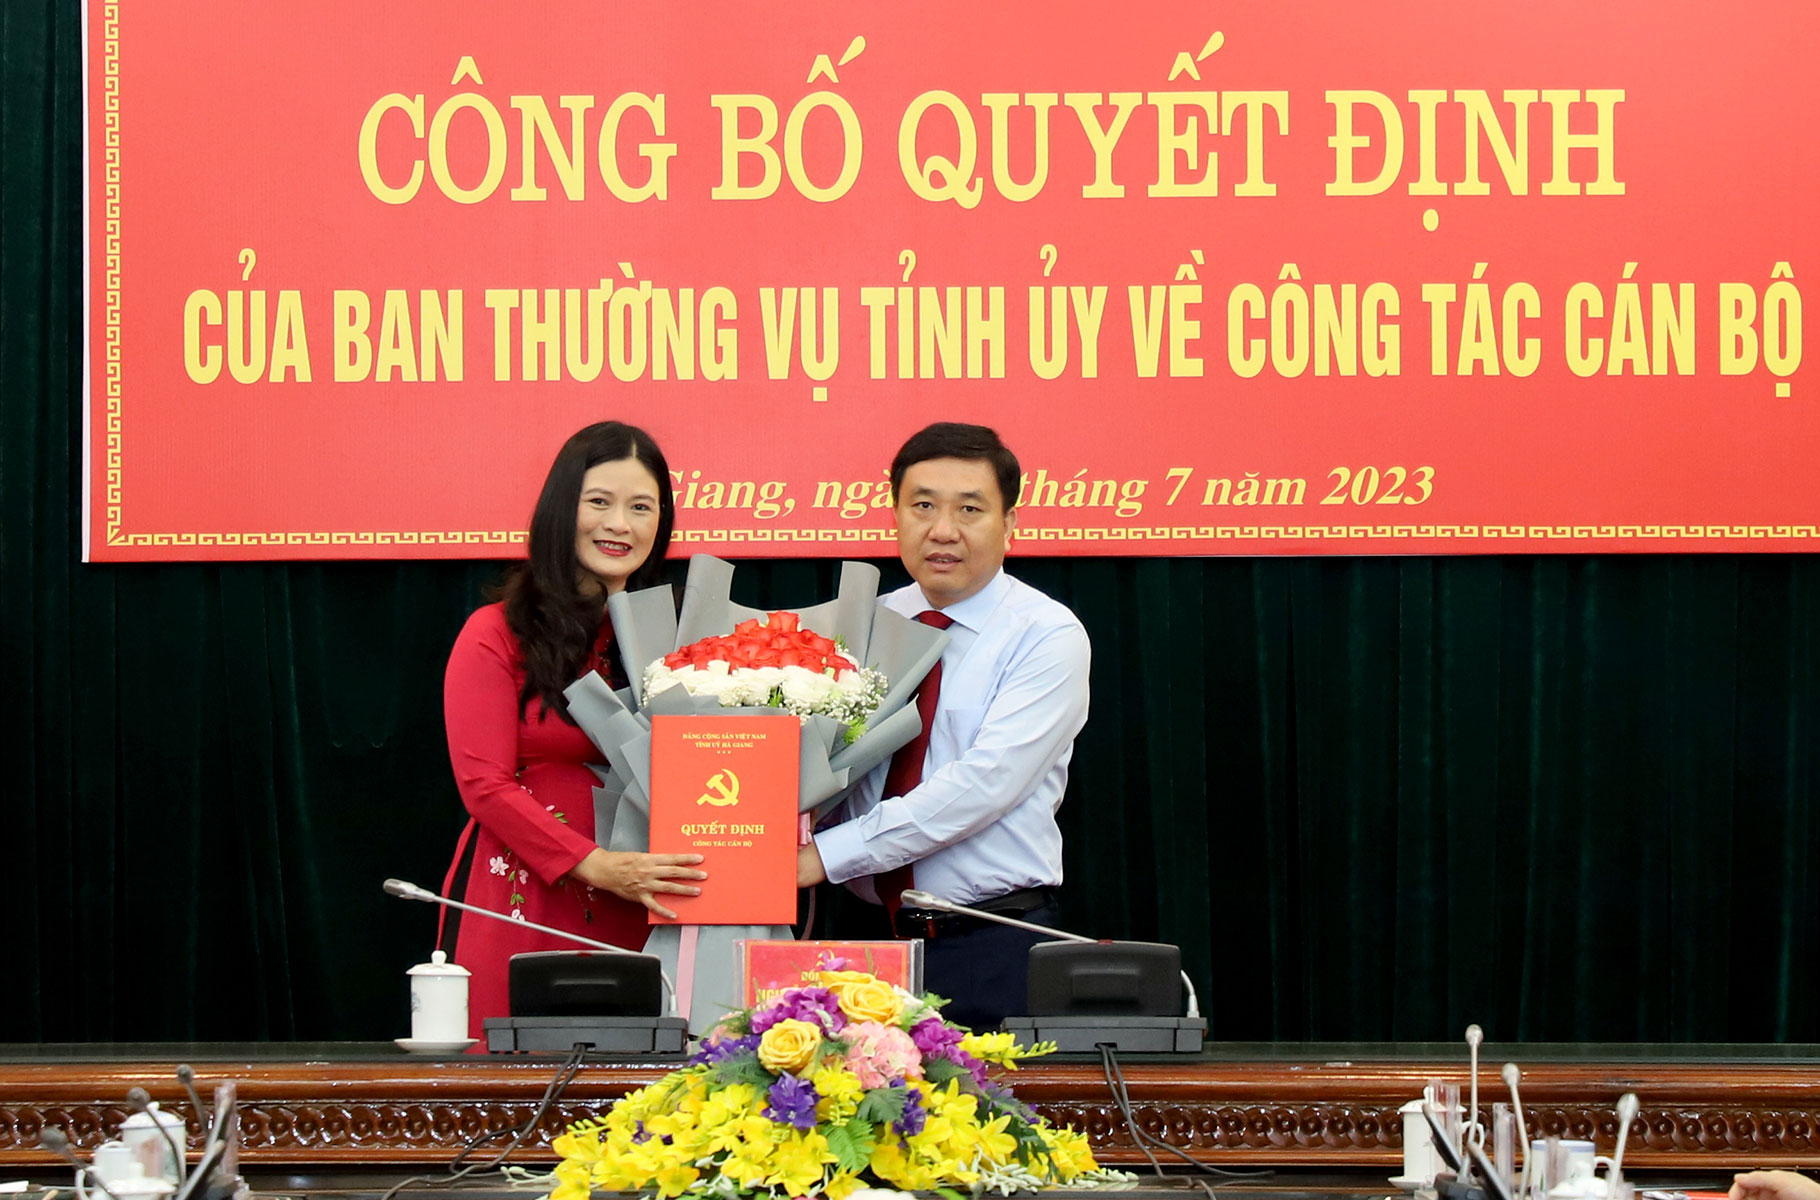 CÔNG BỐ QUYẾT ĐỊNH
CỦA BAN THƯỜNG VỤ TỈNH ỦY VỀ CÔNG TÁC CÁN BỘ
Giang, ngà tháng 7 năm 2023
ĐẢNG CỘNG SẢN VIỆT NAM
TỈNH UỶ HÀ GIANG
***
QUYẾT ĐỊNH
CÔNG TÁC CÁN BỘ